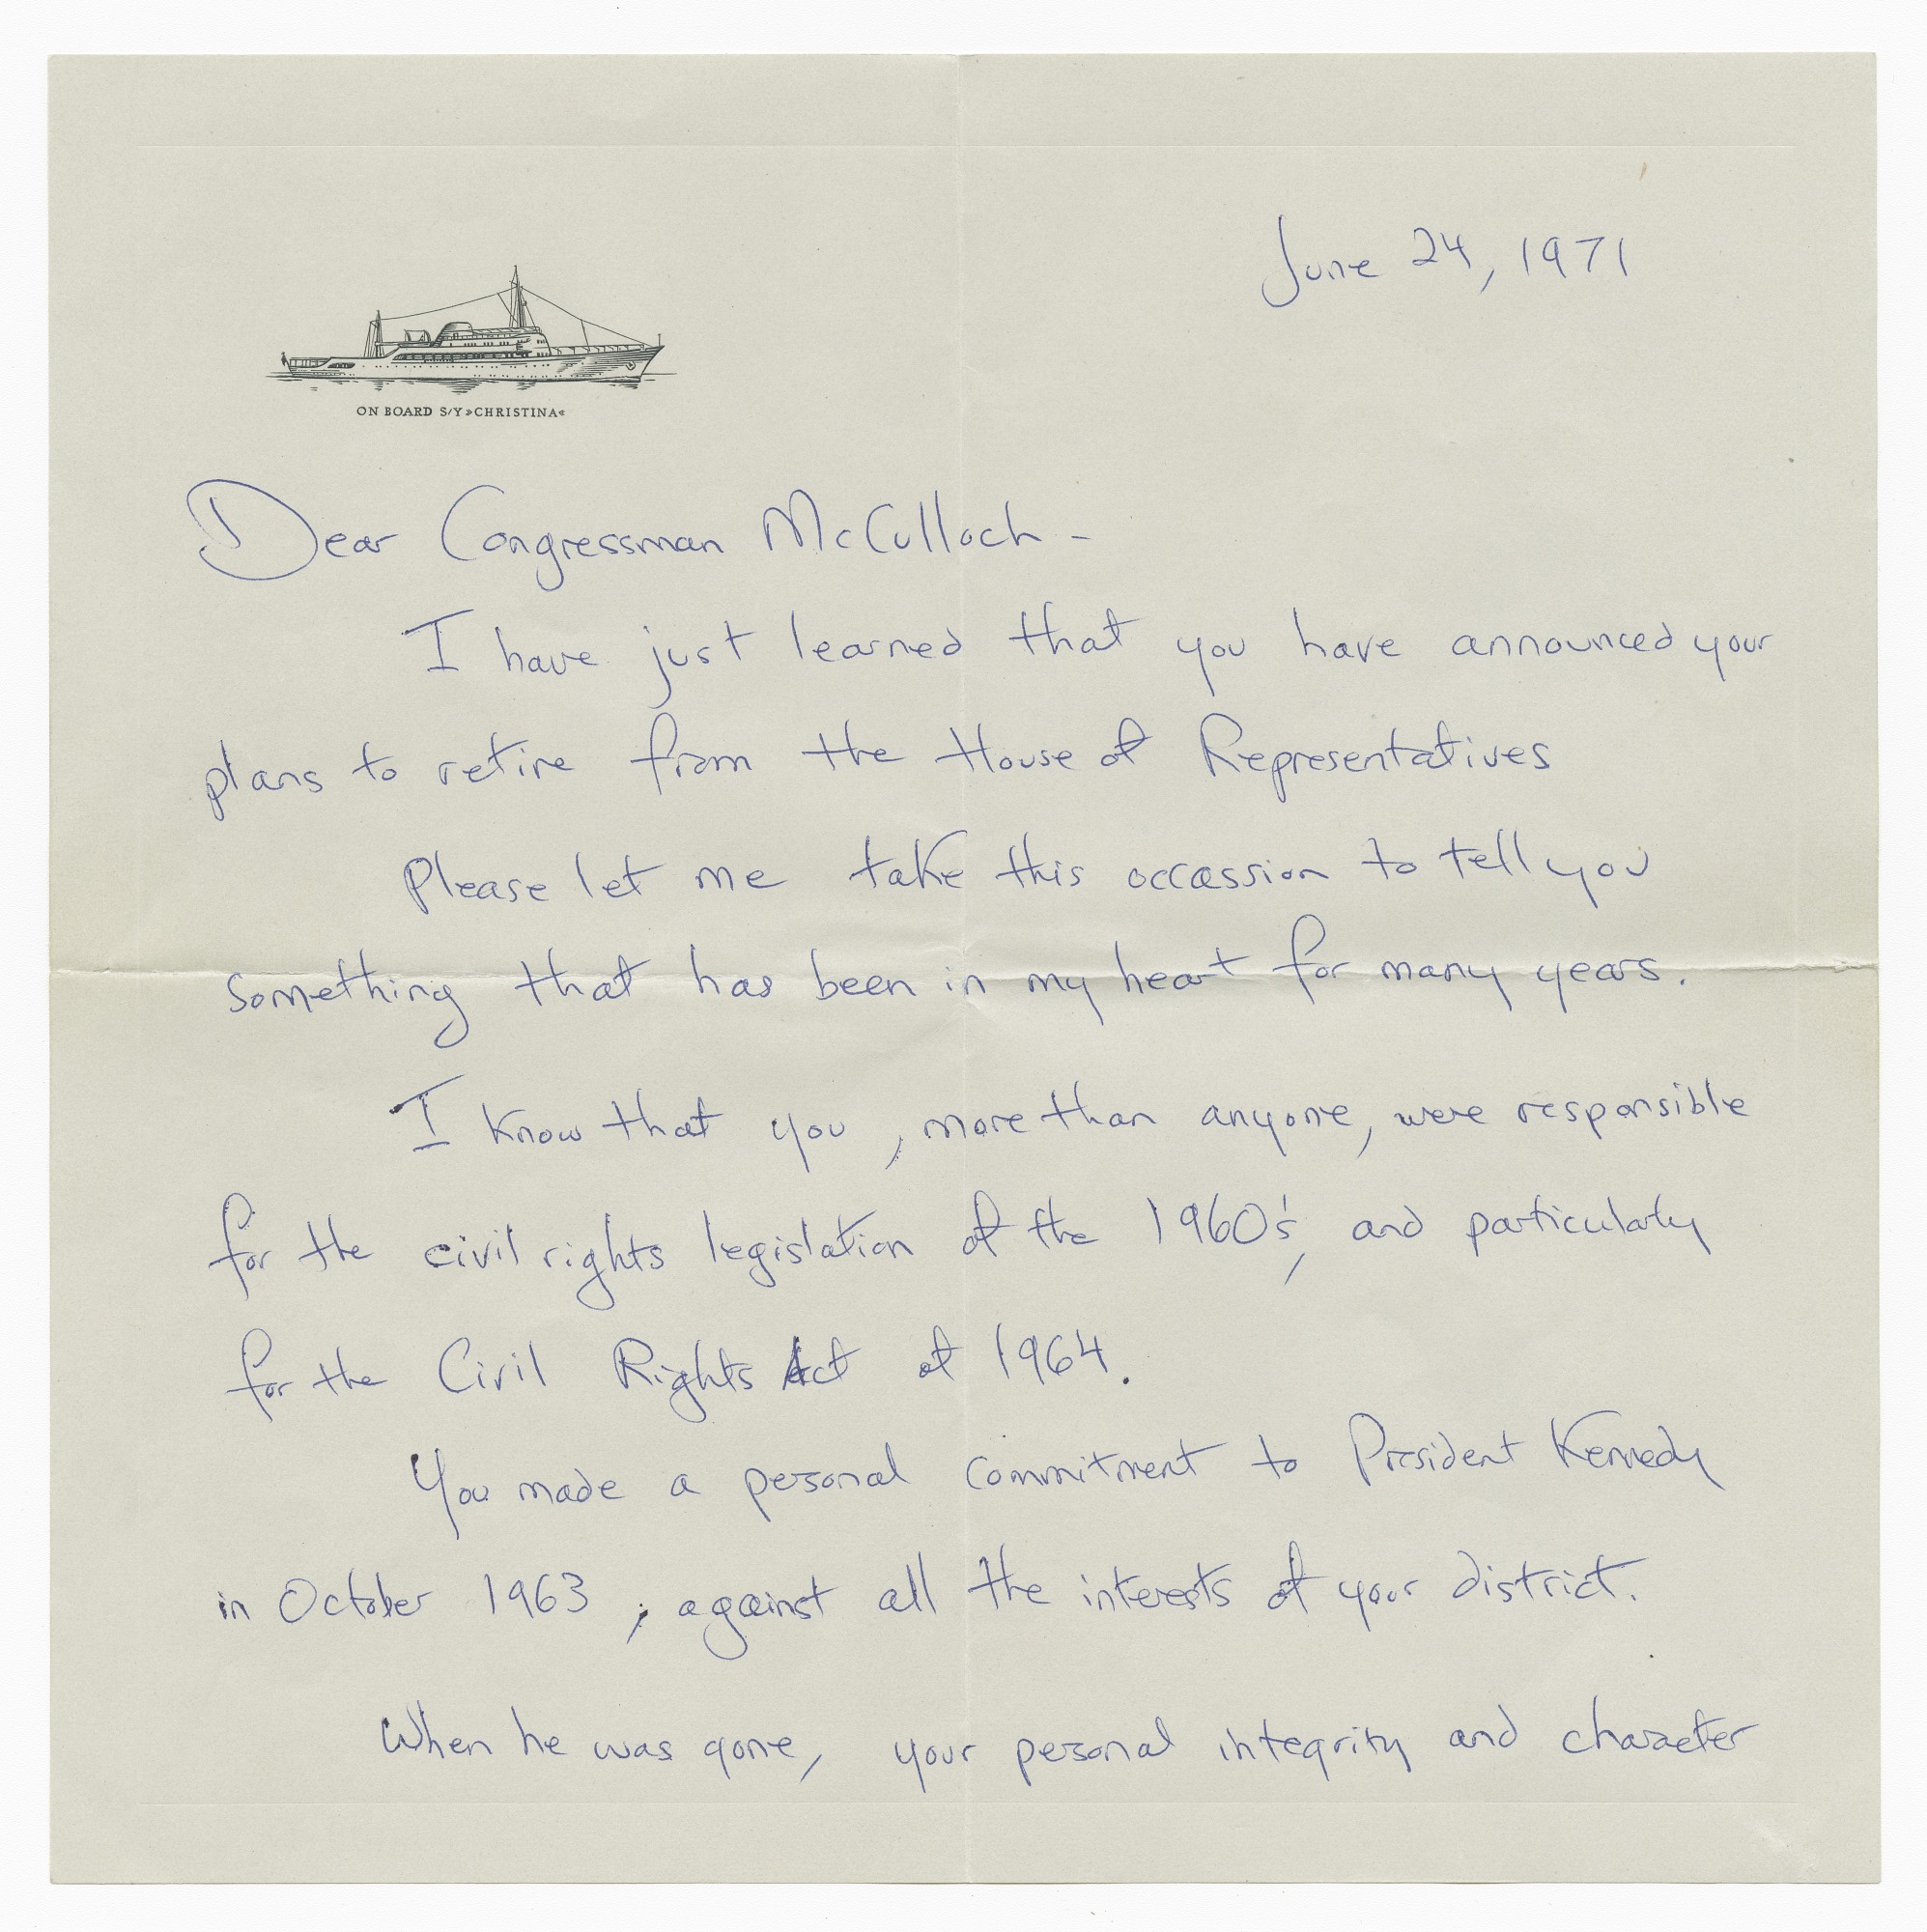 June 24, 1971
ON BOARD S/Y »CHRISTINA«
Dear Congressman McCulloch -
I have just learned that you have announced your
plans to retire from the House of Representatives
Please let me take this occassion to tell you
something that has been in my heart for many years.
I know that you, more than anyone, were responsible
for the civil rights legislation of the 1960's, and particularly
for the Civil Rights Act of 1964.
You made a personal commitment to President Kennedy
in October 1963, against all the interests of your district.
When he was gone, your personal integrity and character